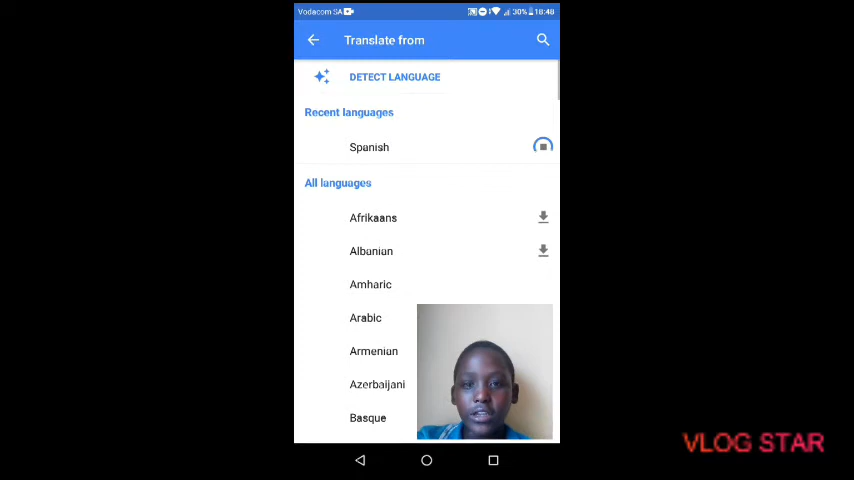 Vodacom SA 30% 18:48
Translate from
DETECT LANGUAGE
Recent languages
Spanish
All languages
Afrikaans
Albanian
Amharic
Arabic
Armenian
Azerbaijani
Basque
VLOG STAR